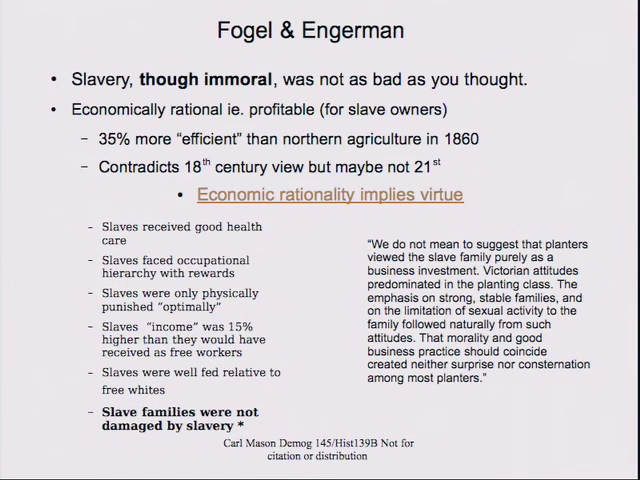 Fogel & Engerman
• Slavery, though immoral, was not as bad as you thought.
• Economically rational ie. profitable (for slave owners)
– 35% more “efficient” than northern agriculture in 1860
– Contradicts 18th century view but maybe not 21st
• Economic rationality implies virtue
– Slaves received good health
care
– Slaves faced occupational
hierarchy with rewards
– Slaves were only physically
punished “optimally”
– Slaves “income” was 15%
higher than they would have
received as free workers
– Slaves were well fed relative to
free whites
– Slave families were not
damaged by slavery *
“We do not mean to suggest that planters
viewed the slave family purely as a
business investment. Victorian attitudes
predominated in the planting class. The
emphasis on strong, stable families, and
on the limitation of sexual activity to the
family followed naturally from such
attitudes. That morality and good
business practice should coincide
created neither surprise nor consternation
among most planters.”
Carl Mason Demog 145/Hist139B Not for
citation or distribution